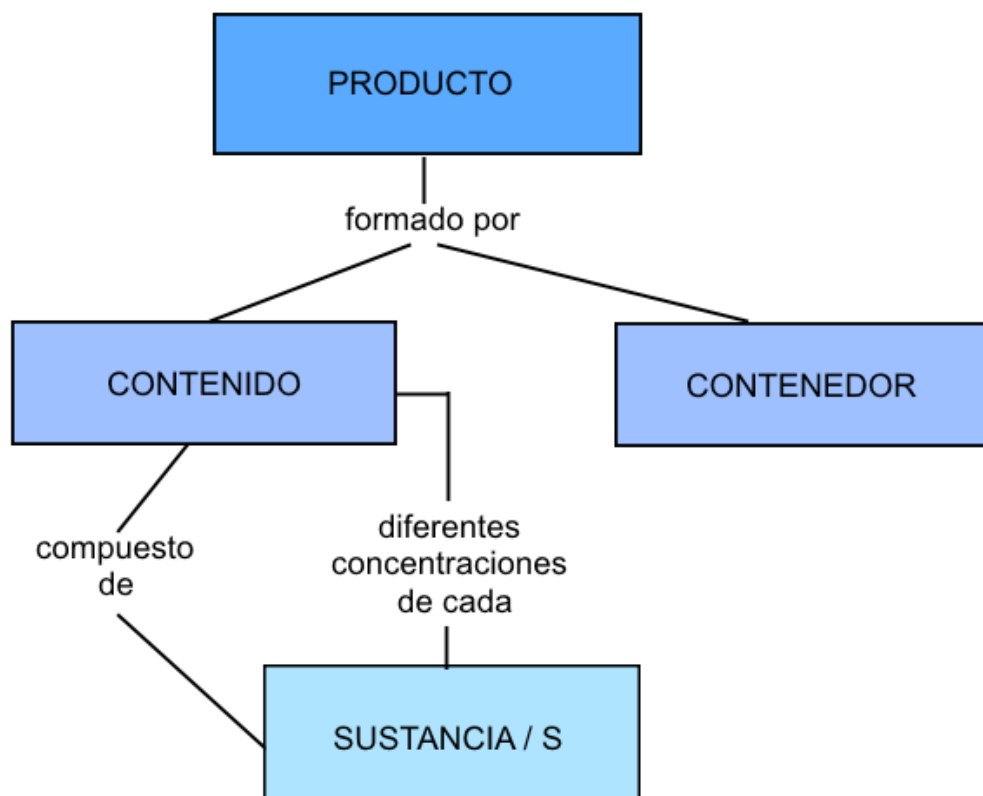 PRODUCTO
formado por
CONTENIDO
CONTENEDOR
compuesto
de
diferentes
concentraciones
de cada
SUSTANCIA / S